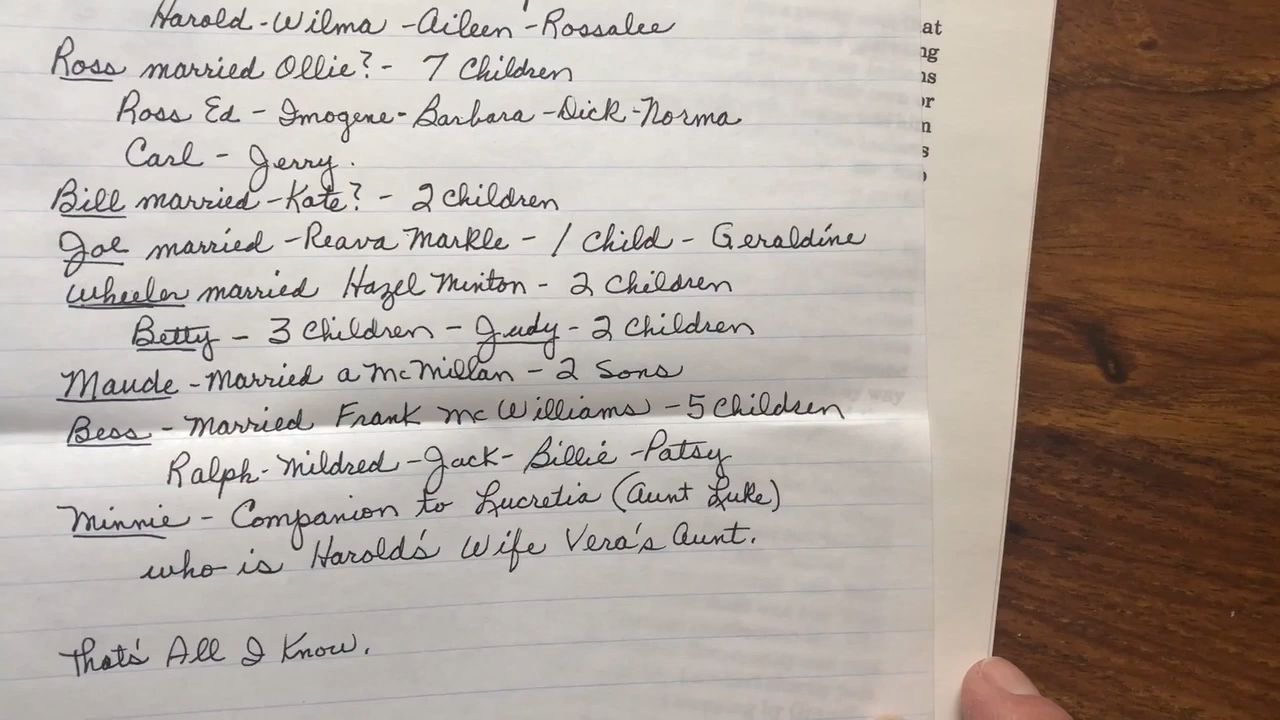 Harold - Wilma - Aileen - Rossalee
Ross married Ollie? - 7 Children
Ross Ed - Imogene - Barbara - Dick - Norma
Carl - Jerry.
Bill married - Kate? - 2 Children
Joe married - Reava Markle - 1 Child - Geraldine
Wheeler married Hazel Minton - 2 Children
Betty - 3 Children - Judy - 2 Children
Maude - Married a McMillan - 2 Sons
Bess - Married Frank McWilliams - 5 Children
Ralph - Mildred - Jack - Billie - Patsy
Minnie - Companion to Lucretia (Aunt Luke)
who is Harold's Wife Vera's Aunt.
That's All I Know.